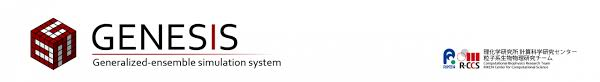 GENESIS
Generalized-ensemble simulation system
RIKEN
R-CCS
理化学研究所 計算科学研究センター
粒子系生物物理研究チーム
Computational Biophysics Research Team
RIKEN Center for Computational Science